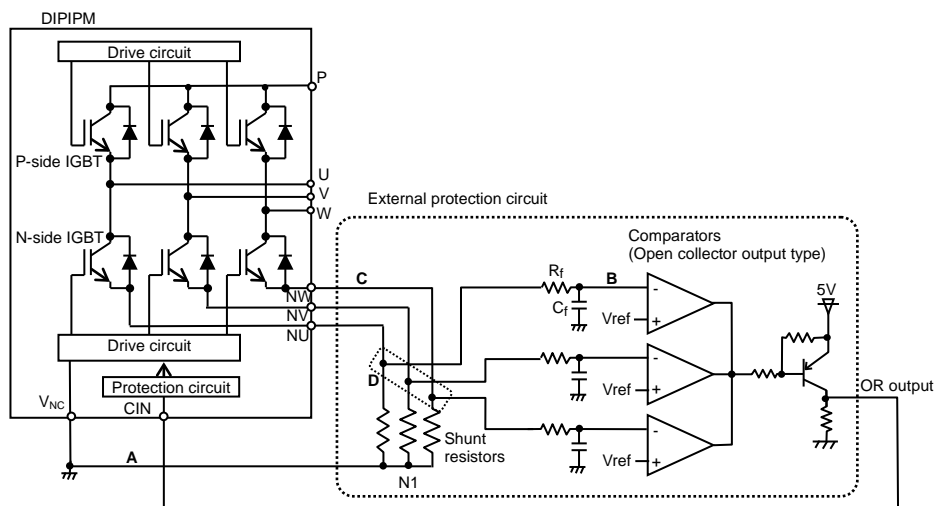 DIPIPM
Drive circuit
P
P-side IGBT
U
V
W
External protection circuit
N-side IGBT
Comparators
(Open collector output type)
C
Rf
B
5V
NW
Cf
NV
Vref
NU
Drive circuit
D
Vref
OR output
Protection circuit
VNC
CIN
Shunt
resistors
Vref
A
N1
-
+
-
+
-
+